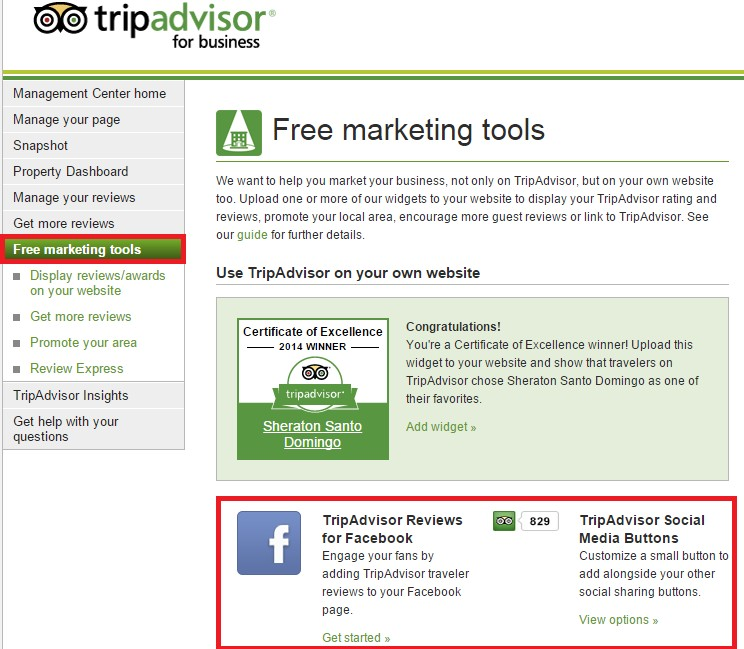 tripadvisor®
for business
Management Center home
Manage your page
Snapshot
Property Dashboard
Manage your reviews
Get more reviews
Free marketing tools
Display reviews/awards
on your website
Get more reviews
Promote your area
Review Express
TripAdvisor Insights
Get help with your
questions
Free marketing tools
We want to help you market your business, not only on TripAdvisor, but on your own website
too. Upload one or more of our widgets to your website to display your TripAdvisor rating and
reviews, promote your local area, encourage more guest reviews or link to TripAdvisor. See
our guide for further details.
Use TripAdvisor on your own website
Certificate of Excellence
2014 WINNER
tripadvisor®
Sheraton Santo
Domingo
Congratulations!
You're a Certificate of Excellence winner! Upload this
widget to your website and show that travelers on
TripAdvisor chose Sheraton Santo Domingo as one of
their favorites.
Add widget »
f
TripAdvisor Reviews
for Facebook
Engage your fans by
adding TripAdvisor traveler
reviews to your Facebook
page.
Get started »
829
TripAdvisor Social
Media Buttons
Customize a small button to
add alongside your other
social sharing buttons.
View options »